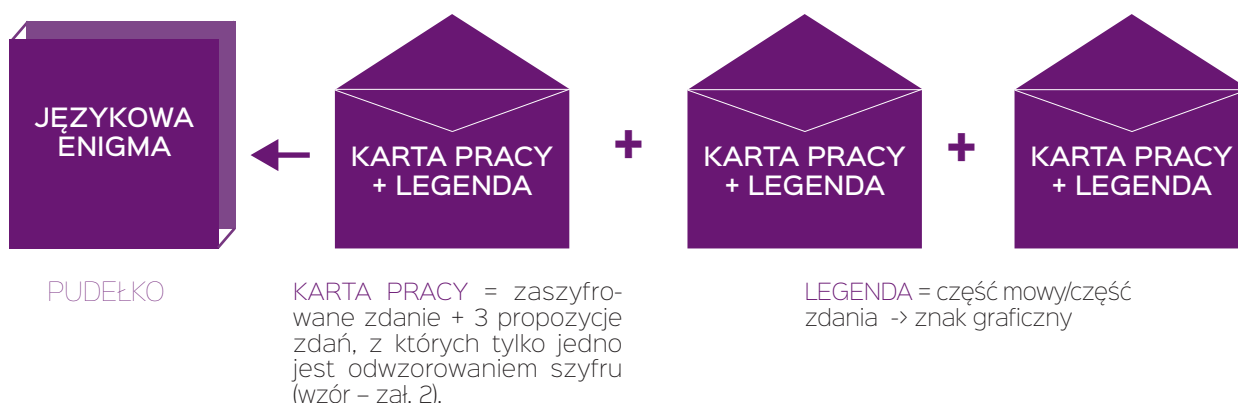 JĘZYKOWA
ENIGMA
KARTA PRACY
+ LEGENDA
+
KARTA PRACY
+ LEGENDA
+
KARTA PRACY
+ LEGENDA
PUDEŁKO
KARTA PRACY = zaszyfro-
wane zdanie + 3 propozycje
zdań, z których tylko jedno
jest odwzorowaniem szyfru
(wzór – zał. 2).
LEGENDA = część mowy/część
zdania -> znak graficzny